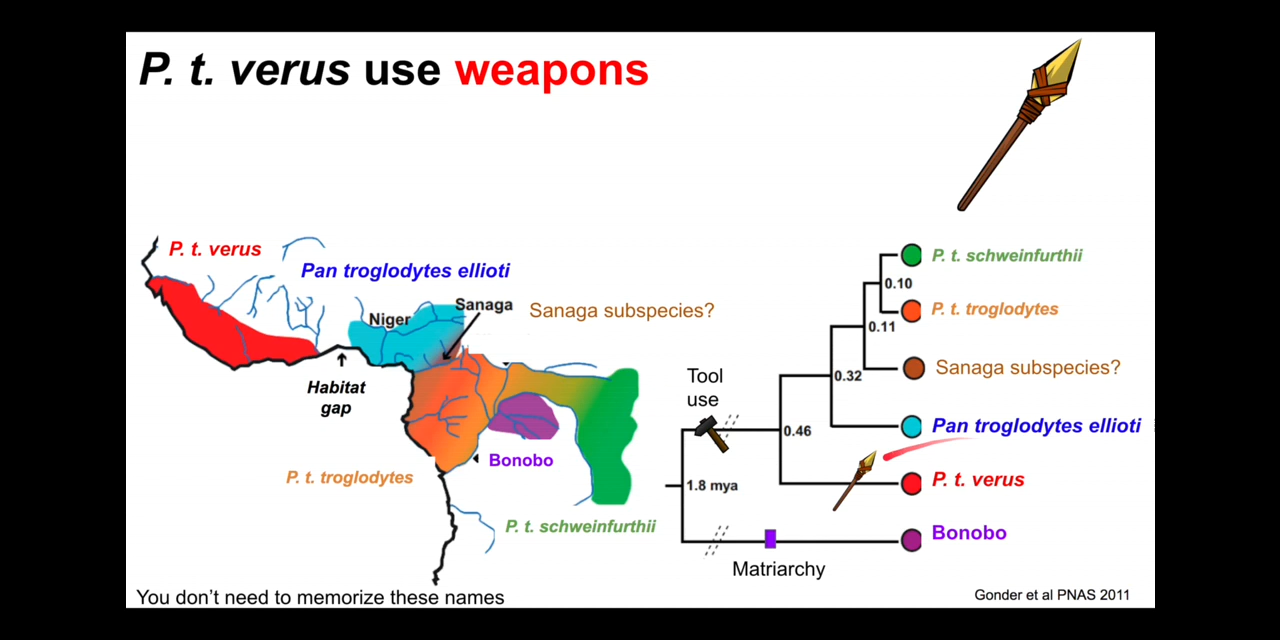 P. t. verus use weapons
P. t. verus
Pan troglodytes ellioti
Niger
Sanaga
Sanaga subspecies?
Habitat
gap
P. t. troglodytes
Bonobo
P. t. schweinfurthii
Tool
use
1.8 mya
0.46
0.32
0.11
0.10
P. t. schweinfurthii
P. t. troglodytes
Sanaga subspecies?
Pan troglodytes ellioti
P. t. verus
Bonobo
Matriarchy
You don't need to memorize these names
Gonder et al PNAS 2011